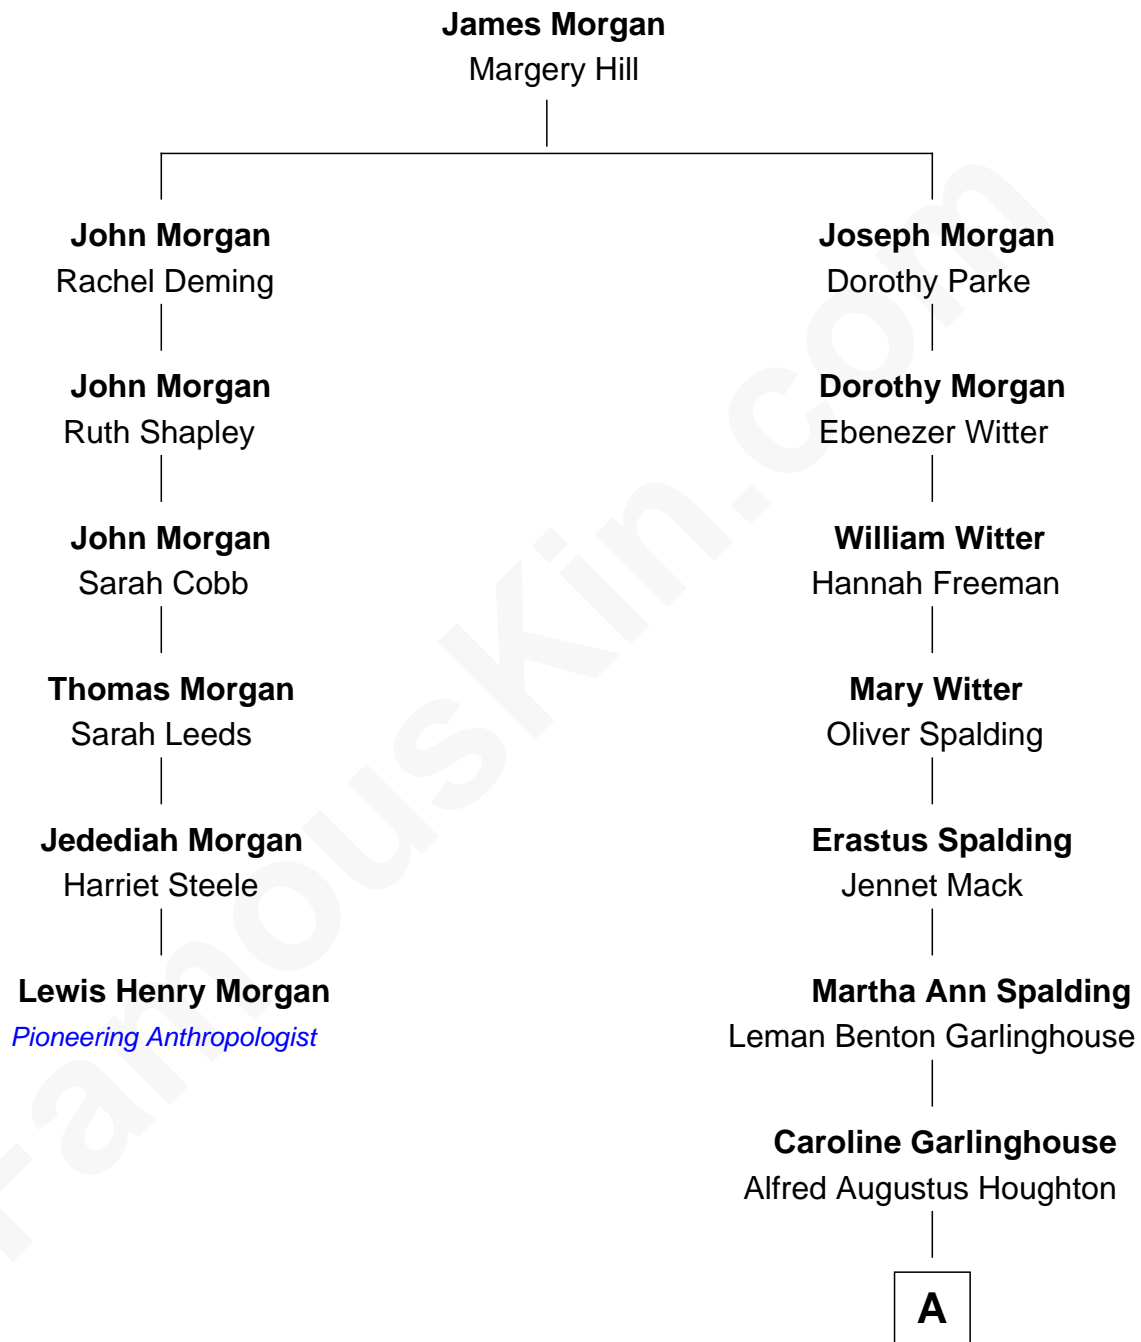 James Morgan
Margery Hill
John Morgan
Rachel Deming
Joseph Morgan
Dorothy Parke
John Morgan
Ruth Shapley
Dorothy Morgan
Ebenezer Witter
John Morgan
Sarah Cobb
William Witter
Hannah Freeman
Thomas Morgan
Sarah Leeds
Mary Witter
Oliver Spalding
Jedediah Morgan
Harriet Steele
Erastus Spalding
Jennet Mack
Lewis Henry Morgan
Pioneering Anthropologist
Martha Ann Spalding
Leman Benton Garlinghouse
Caroline Garlinghouse
Alfred Augustus Houghton
A
FamousKin.com